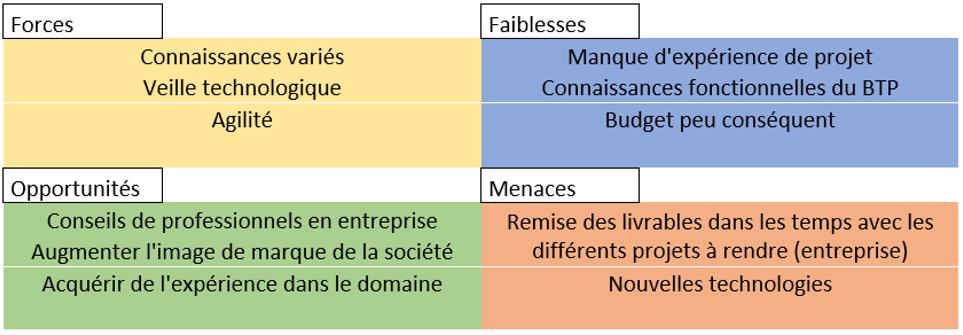 Forces
Connaissances variés
Veille technologique
Agilité
Faiblesses
Manque d'expérience de projet
Connaissances fonctionnelles du BTP
Budget peu conséquent
Opportunités
Conseils de professionnels en entreprise
Augmenter l'image de marque de la société
Acquérir de l'expérience dans le domaine
Menaces
Remise des livrables dans les temps avec les
différents projets à rendre (entreprise)
Nouvelles technologies